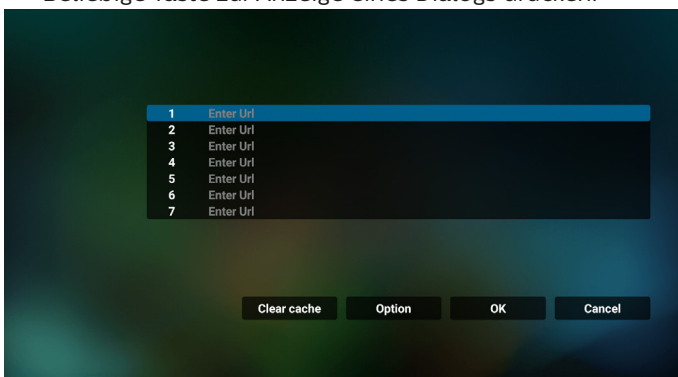 Beliebige Taste zur Anzeige eines Dialogs drücken.
1 Enter Url
2 Enter Url
3 Enter Url
4 Enter Url
5 Enter Url
6 Enter Url
7 Enter Url
Clear cache Option OK Cancel